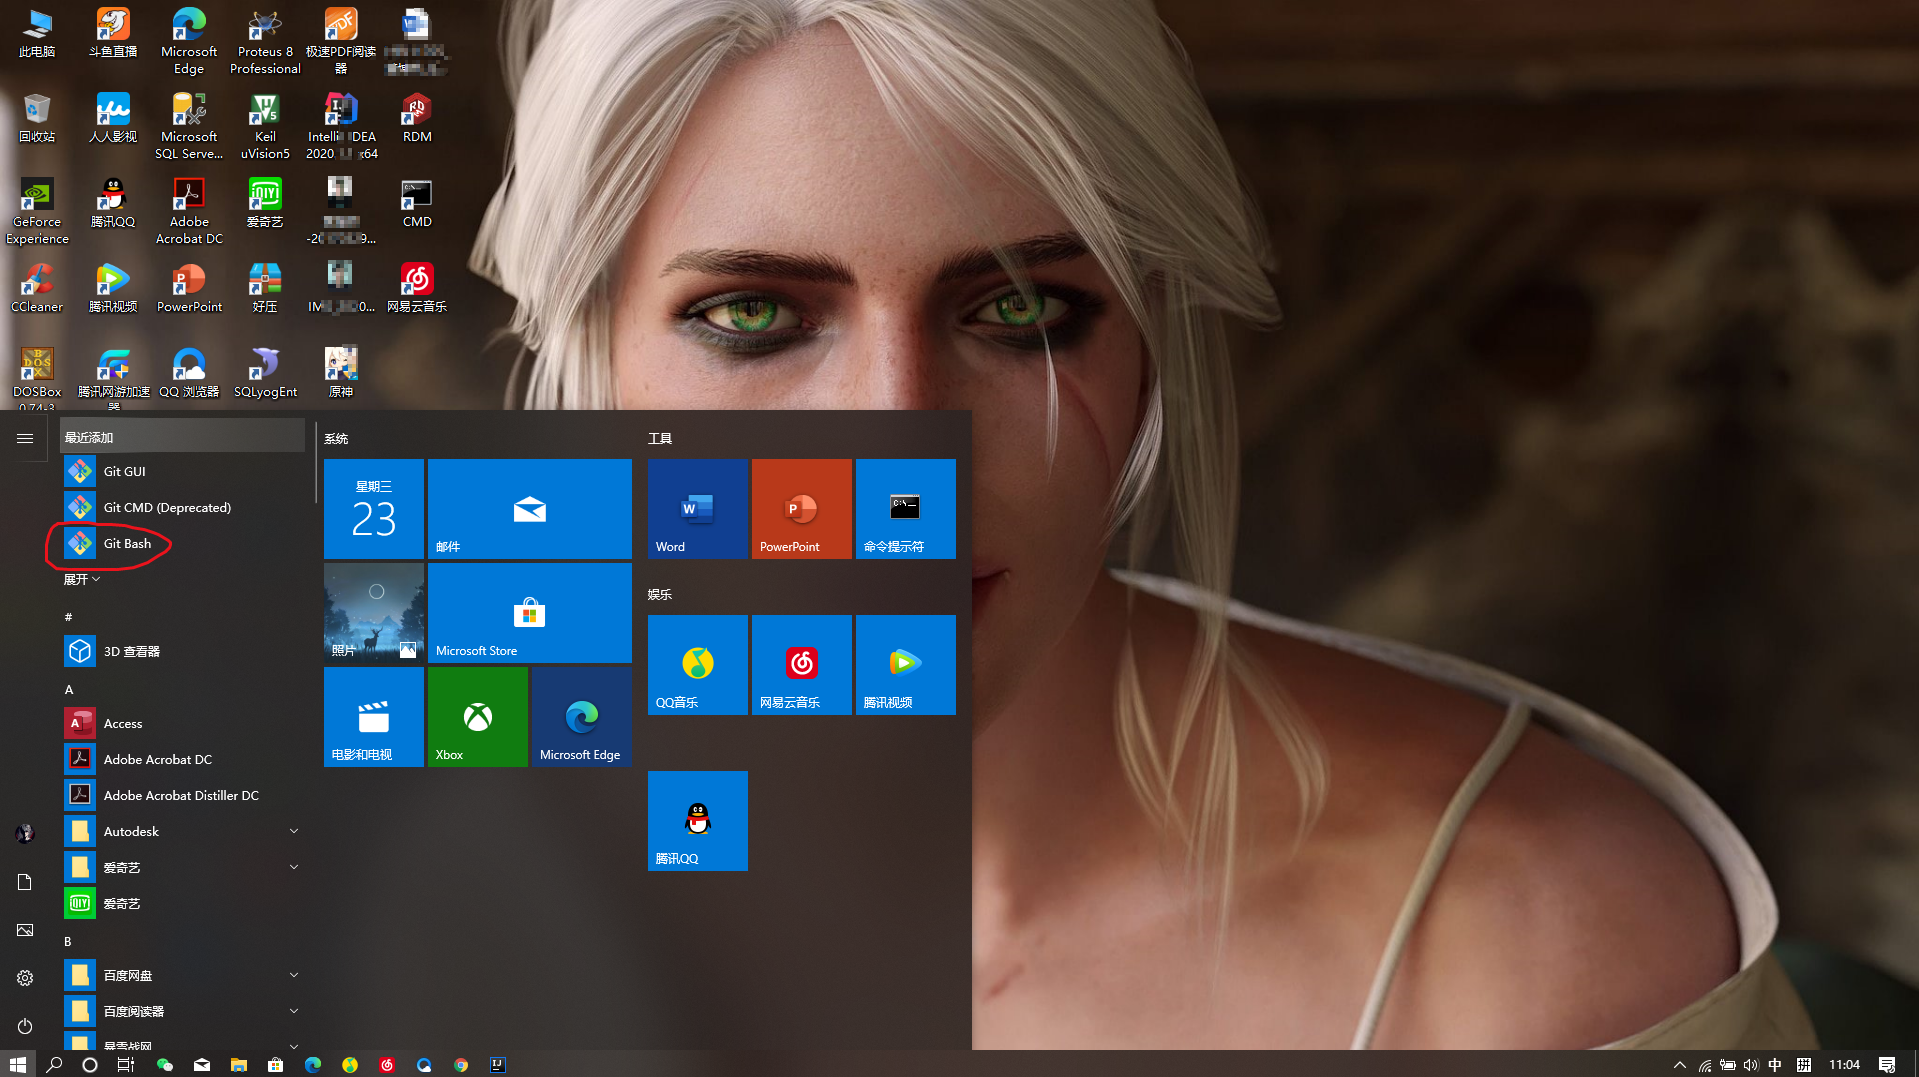 此电脑
斗鱼直播
Microsoft
Edge
Proteus 8
Professional
极速PDF阅读
器
回收站
人人影视
Microsoft
SQL Serve...
Keil
uVision5
IntelliJ IDEA
2020 x64
RDM
GeForce
Experience
腾讯QQ
Adobe
Acrobat DC
爱奇艺
CMD
CCleaner
腾讯视频
PowerPoint
好压
网易云音乐
DOSBox
0.74-3
腾讯网游加速
器
QQ 浏览器
SQLyogEnt
原神
最近添加
Git GUI
Git CMD (Deprecated)
Git Bash
展开
#
3D 查看器
A
Access
Adobe Acrobat DC
Adobe Acrobat Distiller DC
Autodesk
爱奇艺
爱奇艺
B
百度网盘
百度阅读器
暴雪战网
系统
星期三
23
邮件
照片
Microsoft Store
电影和电视
Xbox
Microsoft Edge
工具
Word
PowerPoint
命令提示符
娱乐
QQ音乐
网易云音乐
腾讯视频
腾讯QQ
中
拼
11:04